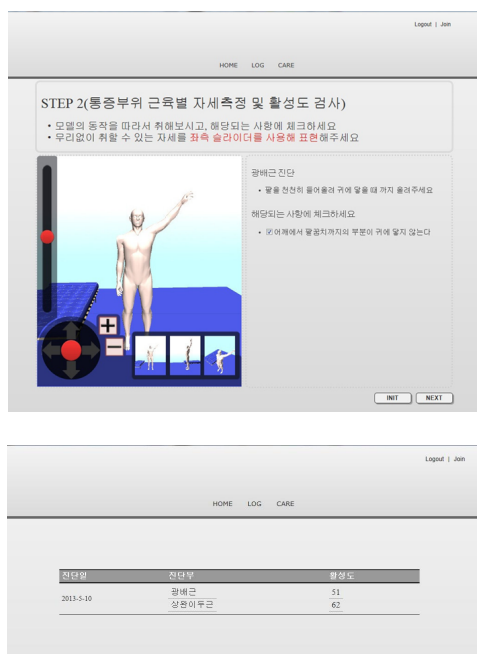 Logout | Join
HOME LOG CARE
STEP 2(통증부위 근육별 자세측정 및 활성도 검사)
• 모델의 동작을 따라서 취해보시고, 해당되는 사항에 체크하세요
• 무리없이 취할 수 있는 자세를 좌측 슬라이더를 사용해 표현해주세요
광배근 진단
• 팔을 천천히 들어올려 귀에 닿을 때 까지 올려주세요
해당되는 사항에 체크하세요
• 어깨에서 팔꿈치까지의 부분이 귀에 닿지 않는다
INIT NEXT
Logout | Join
HOME LOG CARE
진단일 진단부 활성도
2013-5-10 광배근 51
상완이두근 62